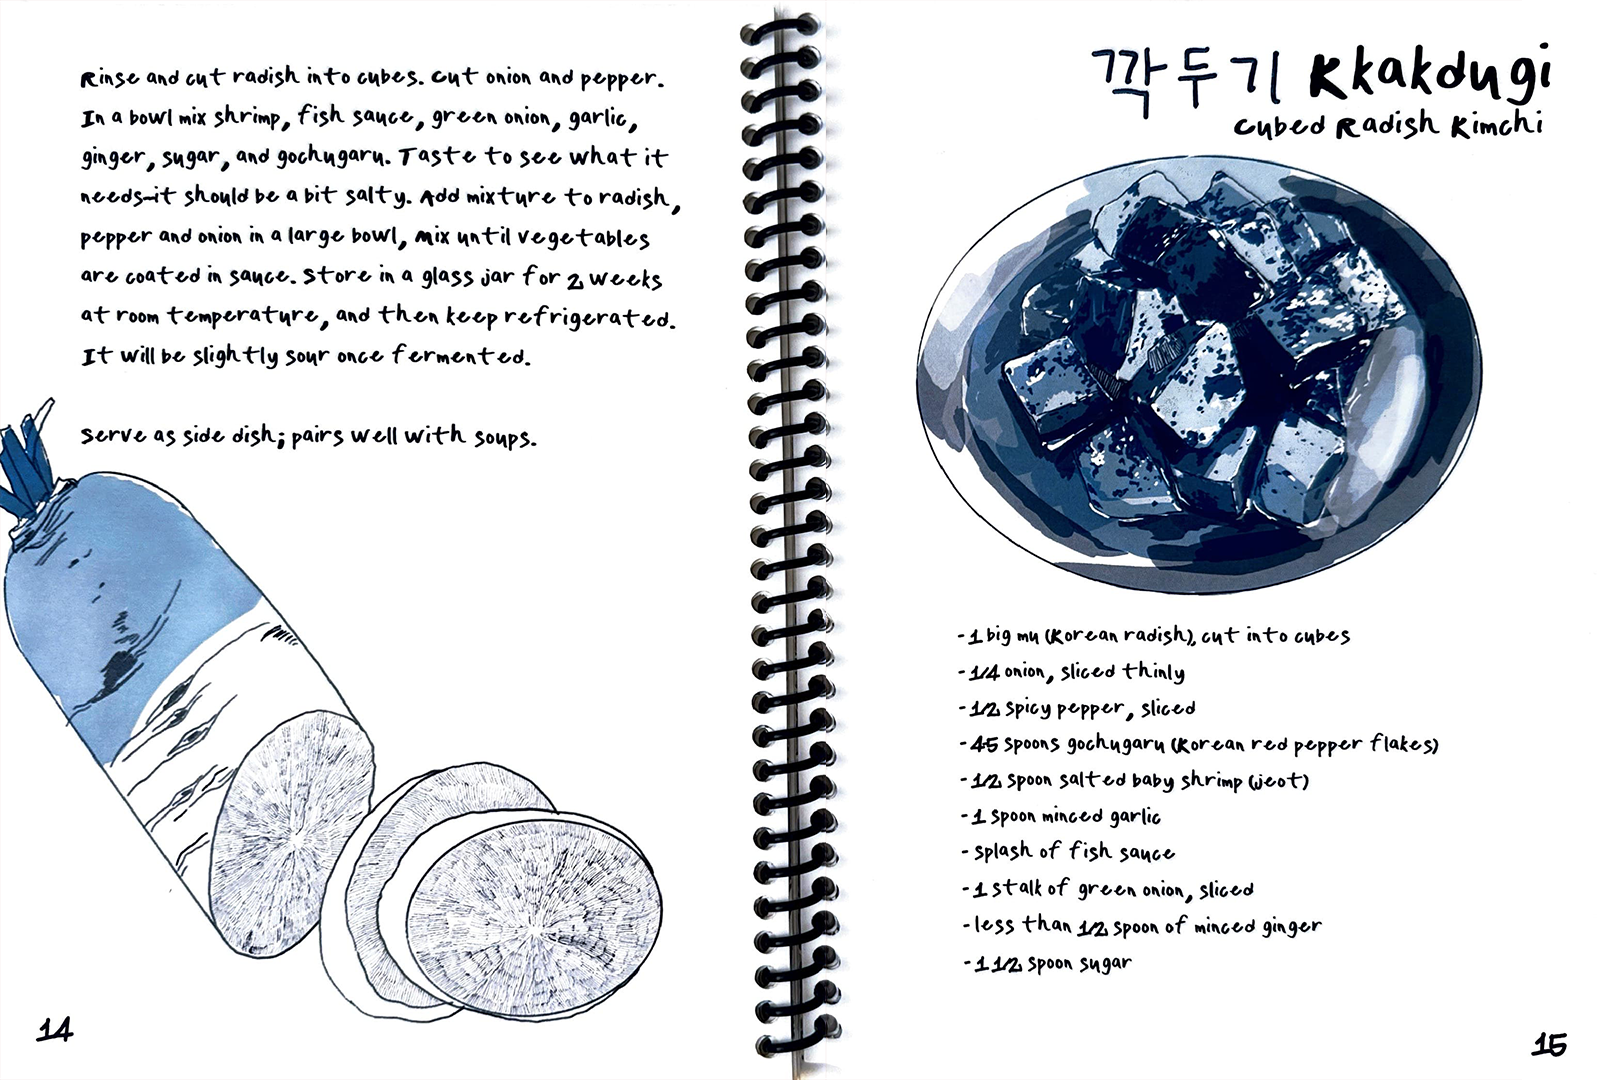 Rinse and cut radish into cubes. Cut onion and pepper.
In a bowl mix shrimp, fish sauce, green onion, garlic,
ginger, sugar, and gochugaru. Taste to see what it
needs—it should be a bit salty. Add mixture to radish,
pepper and onion in a large bowl, mix until vegetables
are coated in sauce. Store in a glass jar for 2 weeks
at room temperature, and then keep refrigerated.
It will be slightly sour once fermented.
Serve as side dish; pairs well with soups.
14
깍두기 Kkakdugi
Cubed Radish Kimchi
-1 big mu (Korean radish), cut into cubes
-1/4 onion, sliced thinly
-1/2 spicy pepper, sliced
-45 spoons gochugaru (Korean red pepper flakes)
-1/2 spoon salted baby shrimp (jeot)
-1 spoon minced garlic
-splash of fish sauce
-1 stalk of green onion, sliced
-less than 1/2 spoon of minced ginger
-1 1/2 spoon sugar
15